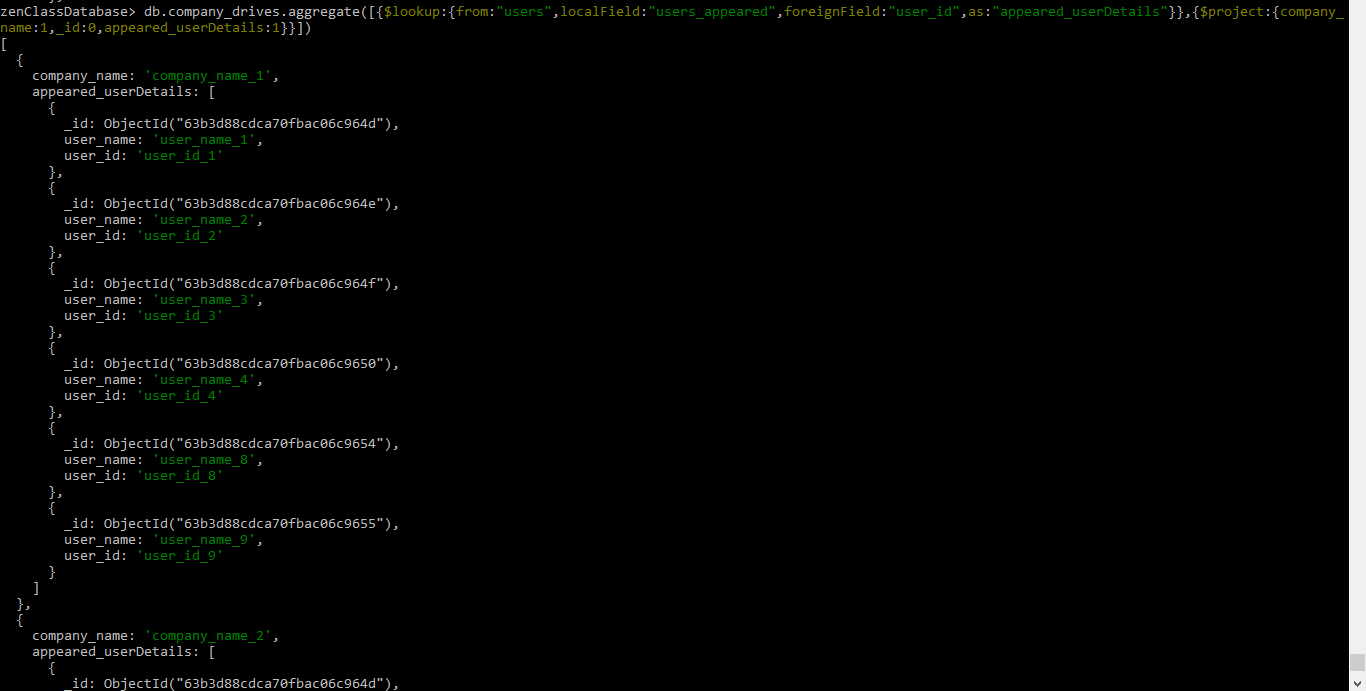 zenClassDatabase> db.company_drives.aggregate([{$lookup:{from:"users",localField:"users_appeared",foreignField:"user_id",as:"appeared_userDetails"}},{$project:{company_
name:1,_id:0,appeared_userDetails:1}}])
[
  {
    company_name: 'company_name_1',
    appeared_userDetails: [
      {
        _id: ObjectId("63b3d88cdca70fbac06c964d"),
        user_name: 'user_name_1',
        user_id: 'user_id_1'
      },
      {
        _id: ObjectId("63b3d88cdca70fbac06c964e"),
        user_name: 'user_name_2',
        user_id: 'user_id_2'
      },
      {
        _id: ObjectId("63b3d88cdca70fbac06c964f"),
        user_name: 'user_name_3',
        user_id: 'user_id_3'
      },
      {
        _id: ObjectId("63b3d88cdca70fbac06c9650"),
        user_name: 'user_name_4',
        user_id: 'user_id_4'
      },
      {
        _id: ObjectId("63b3d88cdca70fbac06c9654"),
        user_name: 'user_name_8',
        user_id: 'user_id_8'
      },
      {
        _id: ObjectId("63b3d88cdca70fbac06c9655"),
        user_name: 'user_name_9',
        user_id: 'user_id_9'
      }
    ]
  },
  {
    company_name: 'company_name_2',
    appeared_userDetails: [
      {
        _id: ObjectId("63b3d88cdca70fbac06c964d"),